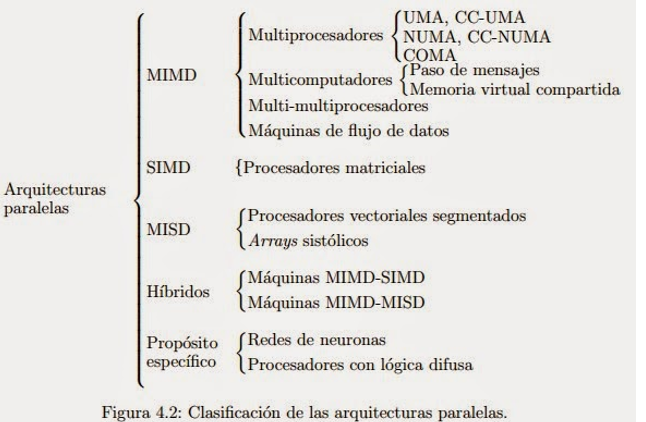 Arquitecturas
paralelas
MIMD
Multiprocesadores
UMA, CC-UMA
NUMA, CC-NUMA
COMA
Multicomputadores
Paso de mensajes
Memoria virtual compartida
Multi-multiprocesadores
Máquinas de flujo de datos
SIMD
Procesadores matriciales
MISD
Procesadores vectoriales segmentados
Arrays sistólicos
Híbridos
Máquinas MIMD-SIMD
Máquinas MIMD-MISD
Propósito
específico
Redes de neuronas
Procesadores con lógica difusa
Figura 4.2: Clasificación de las arquitecturas paralelas.